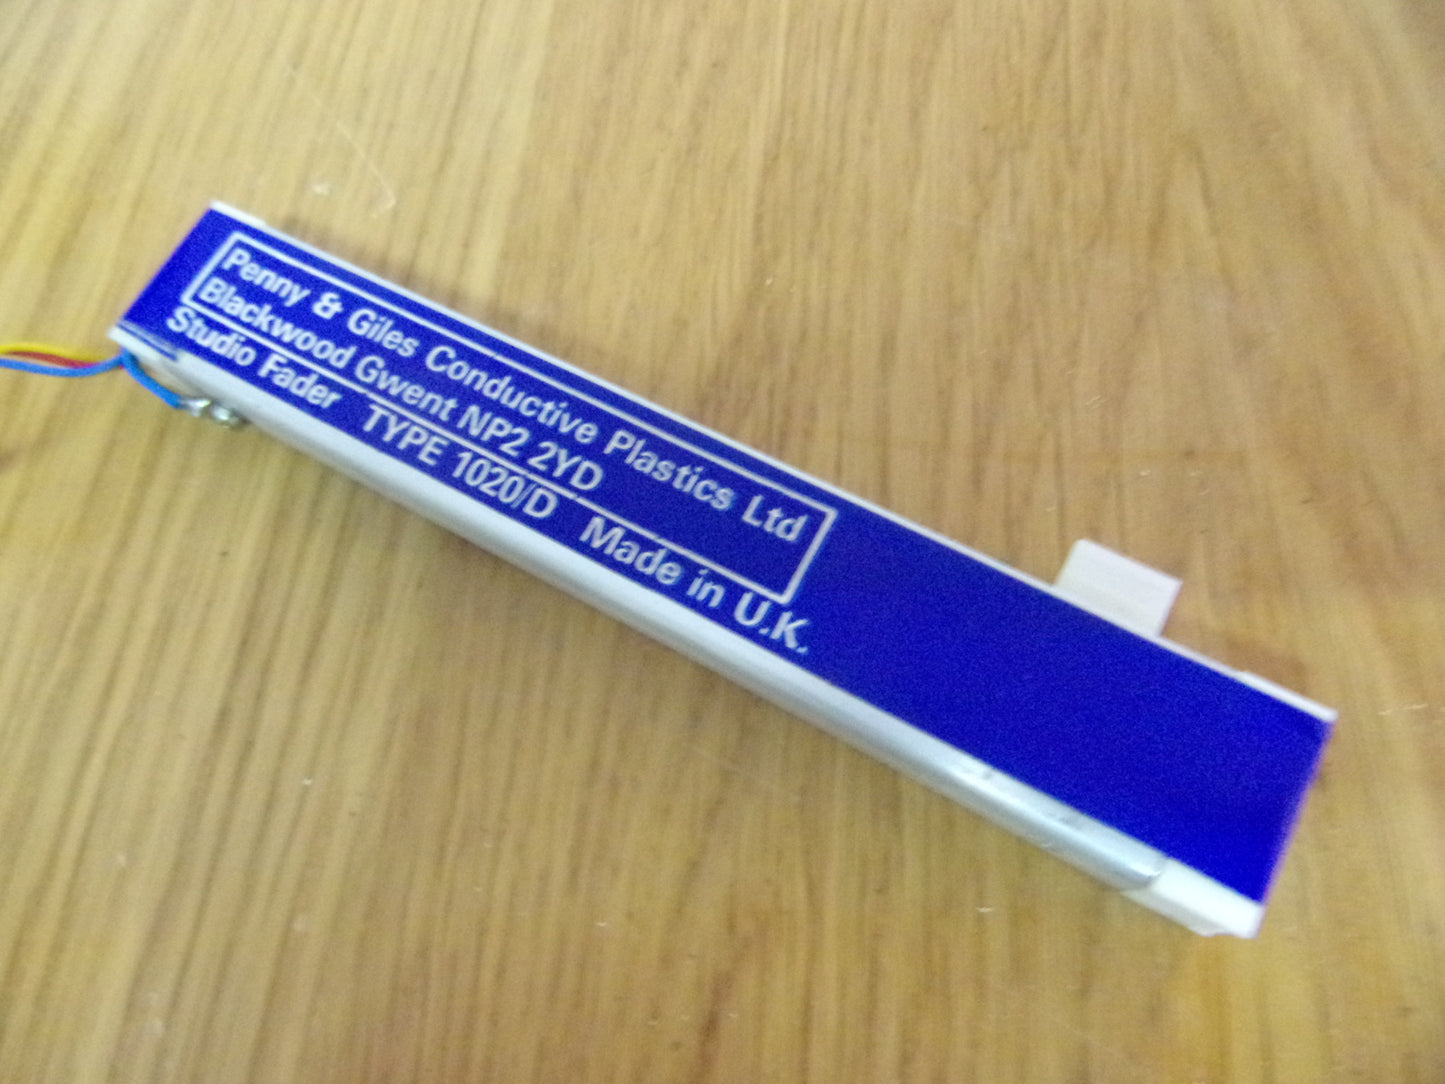 Penny & Giles Conductive Plastics Ltd
Blackwood Gwent NP2 2YD
Studio Fader TYPE 1020/D Made in U.K.